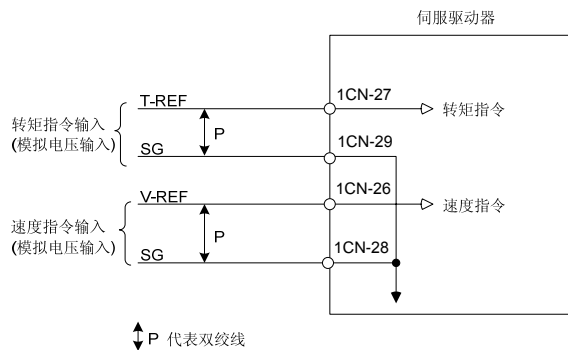 伺服驱动器
T-REF
1CN-27
转矩指令
转矩指令输入
(模拟电压输入)
P
SG
1CN-29
V-REF
1CN-26
速度指令
速度指令输入
(模拟电压输入)
P
SG
1CN-28
P 代表双绞线